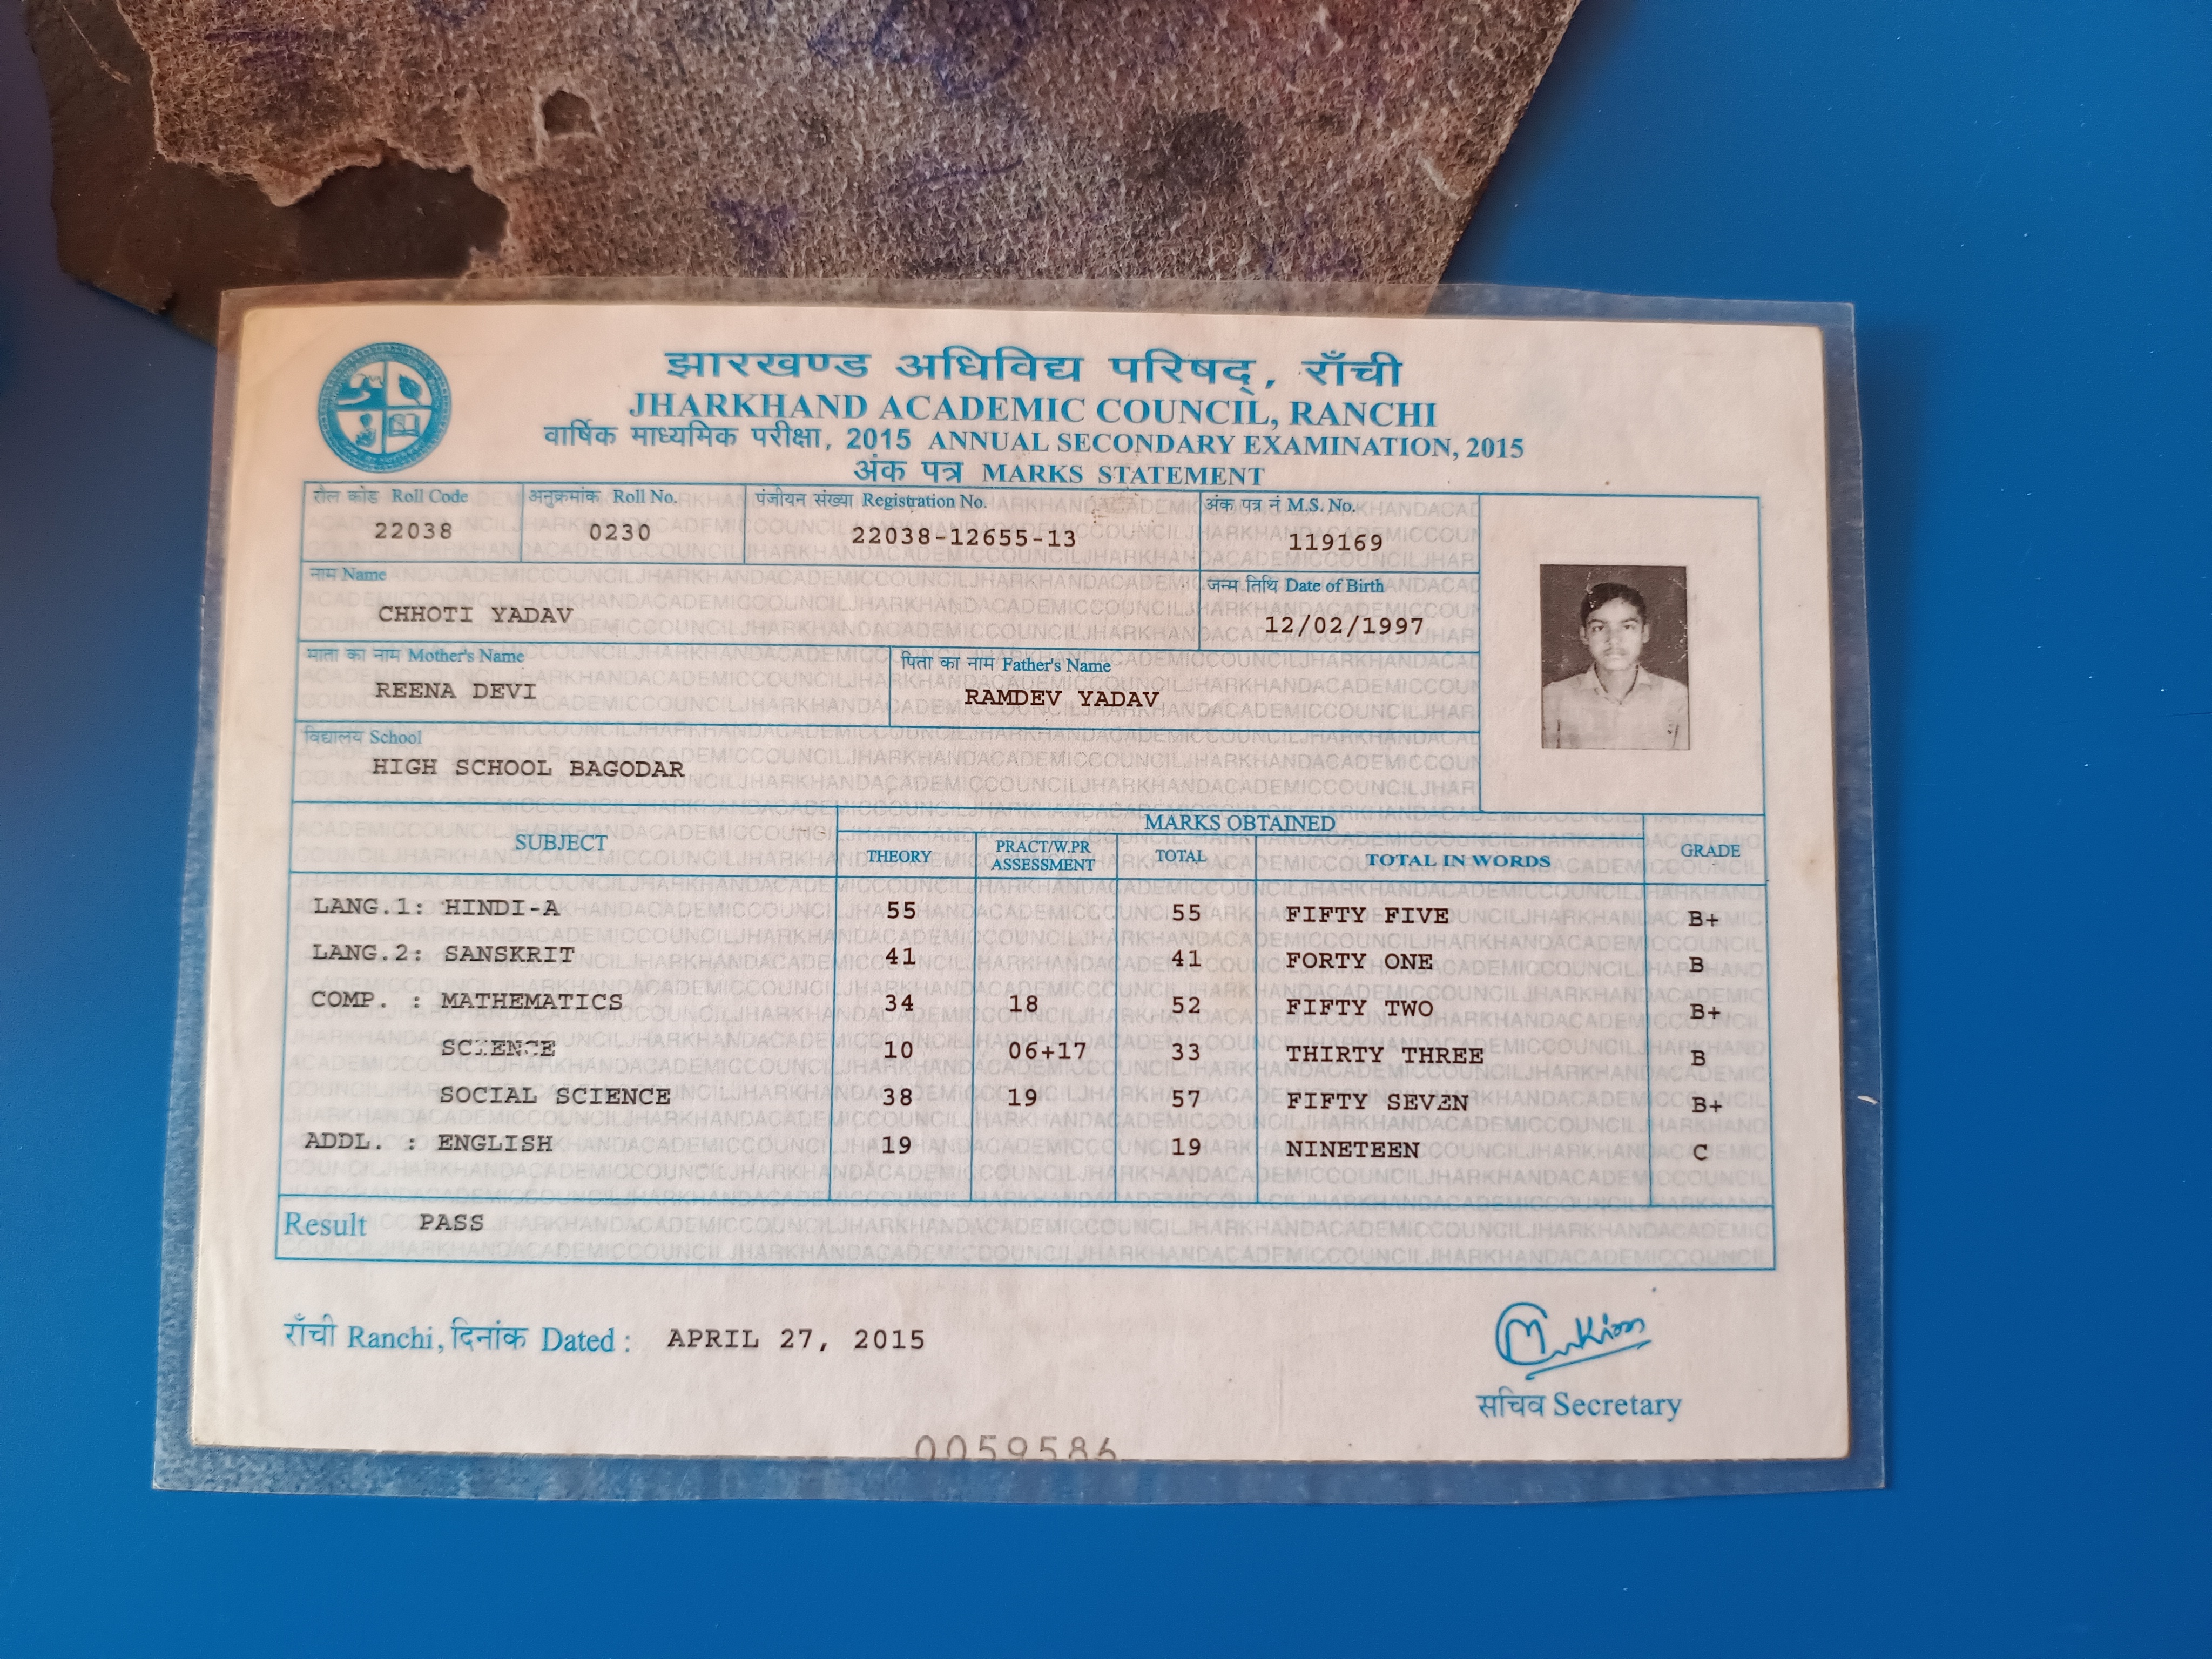 झारखण्ड अधिविद्य परिषद्, राँची
JHARKHAND ACADEMIC COUNCIL, RANCHI
वार्षिक माध्यमिक परीक्षा, 2015 ANNUAL SECONDARY EXAMINATION, 2015
अंक पत्र MARKS STATEMENT
रौल कोड Roll Code अनुक्रमांक Roll No. पंजीयन संख्या Registration No. अंक पत्र नं M.S. No.
22038 0230 22038-12655-13 119169
नाम Name जन्म तिथि Date of Birth
CHHOTI YADAV 12/02/1997
माता का नाम Mother's Name पिता का नाम Father's Name
REENA DEVI RAMDEV YADAV
विद्यालय School
HIGH SCHOOL BAGODAR
MARKS OBTAINED
SUBJECT THEORY PRACT/W.PR ASSESSMENT TOTAL TOTAL IN WORDS GRADE
LANG.1: HINDI-A 55 55 FIFTY FIVE B+
LANG.2: SANSKRIT 41 41 FORTY ONE B
COMP. : MATHEMATICS 34 18 52 FIFTY TWO B+
SCIENCE 10 06+17 33 THIRTY THREE B
SOCIAL SCIENCE 38 19 57 FIFTY SEVEN B+
ADDL. : ENGLISH 19 19 NINETEEN C
Result PASS
राँची Ranchi, दिनांक Dated : APRIL 27, 2015
सचिव Secretary
0059586